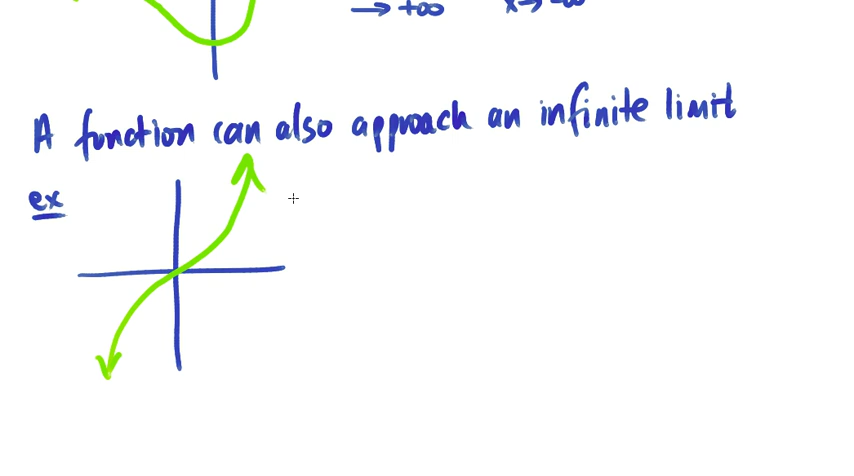 → +∞ x → -∞
A function can also approach an infinite limit
ex